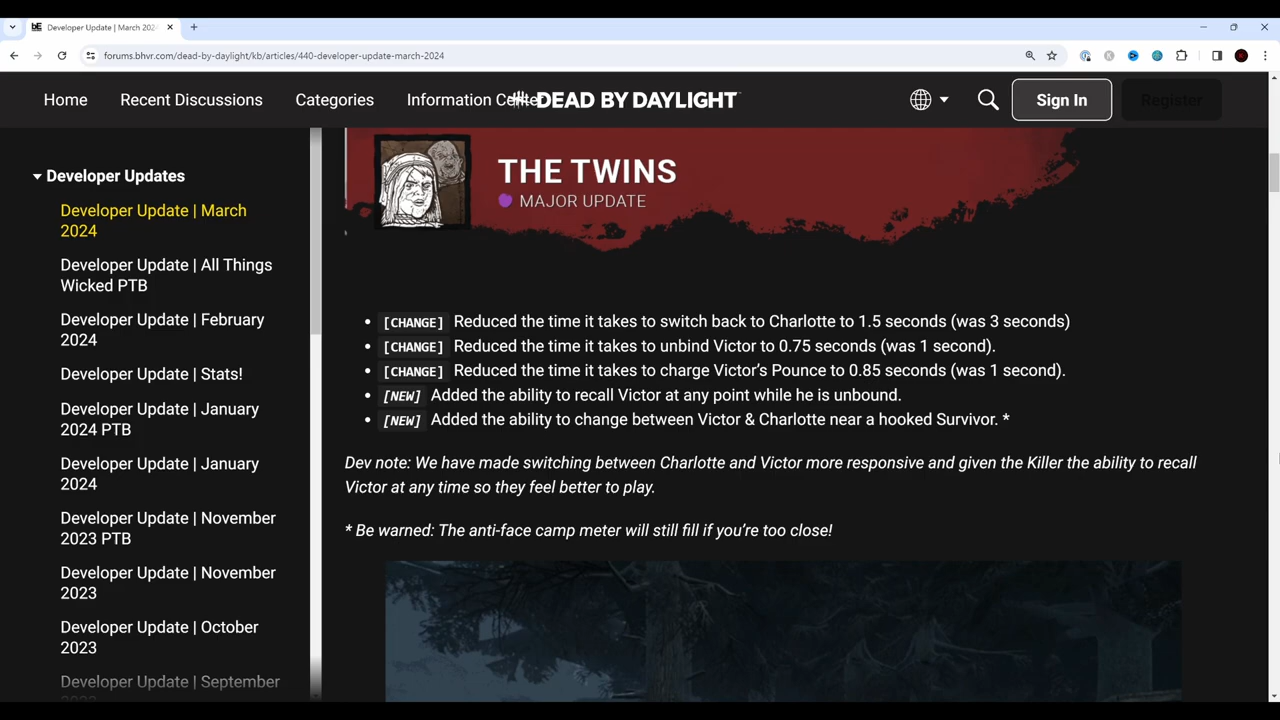 Developer Update | March 202
forums.bhvr.com/dead-by-daylight/kb/articles/440-developer-update-march-2024
Home
Recent Discussions
Categories
Information Cente
DEAD BY DAYLIGHT
Sign In
Register
Developer Updates
Developer Update | March
2024
Developer Update | All Things
Wicked PTB
Developer Update | February
2024
Developer Update | Stats!
Developer Update | January
2024 PTB
Developer Update | January
2024
Developer Update | November
2023 PTB
Developer Update | November
2023
Developer Update | October
2023
Developer Update | September
THE TWINS
MAJOR UPDATE
• [CHANGE] Reduced the time it takes to switch back to Charlotte to 1.5 seconds (was 3 seconds)
• [CHANGE] Reduced the time it takes to unbind Victor to 0.75 seconds (was 1 second).
• [CHANGE] Reduced the time it takes to charge Victor’s Pounce to 0.85 seconds (was 1 second).
• [NEW] Added the ability to recall Victor at any point while he is unbound.
• [NEW] Added the ability to change between Victor & Charlotte near a hooked Survivor. *
Dev note: We have made switching between Charlotte and Victor more responsive and given the Killer the ability to recall
Victor at any time so they feel better to play.
* Be warned: The anti-face camp meter will still fill if you’re too close!